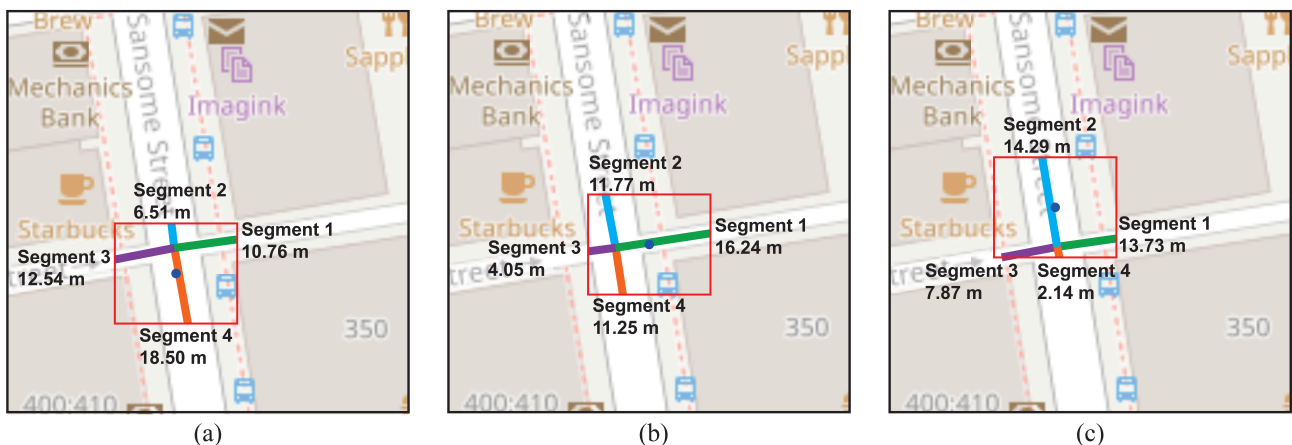 Brew
Sansome Street
Sapp
Mechanics
Bank
Imagink
Starbucks
Segment 2
6.51 m
Segment 1
10.76 m
Segment 3
12.54 m
Segment 4
18.50 m
treet
350
400:410
(a)
Brew
Sansome Street
Sappl
Mechanics
Bank
Imagink
Starbucks
Segment 2
11.77 m
Segment 1
16.24 m
Segment 3
4.05 m
Segment 4
11.25 m
treet
350
400:410
(b)
Brew
Sansome Street
Sapp
Mechanics
Bank
Imagink
Starbucks
Segment 2
14.29 m
Segment 1
13.73 m
Segment 3
7.87 m
Segment 4
2.14 m
treet
350
400:410
(c)